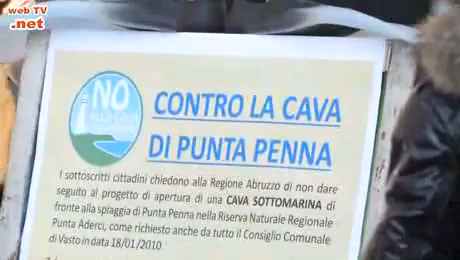 web TV
.net
NO
ALLA CAVA
CONTRO LA CAVA
DI PUNTA PENNA
I sottoscritti cittadini chiedono alla Regione Abruzzo di non dare
seguito al progetto di apertura di una CAVA SOTTOMARINA di
fronte alla spiaggia di Punta Penna nella Riserva Naturale Regionale
Punta Aderci, come richiesto anche da tutto il Consiglio Comunale
di Vasto in data 18/01/2010